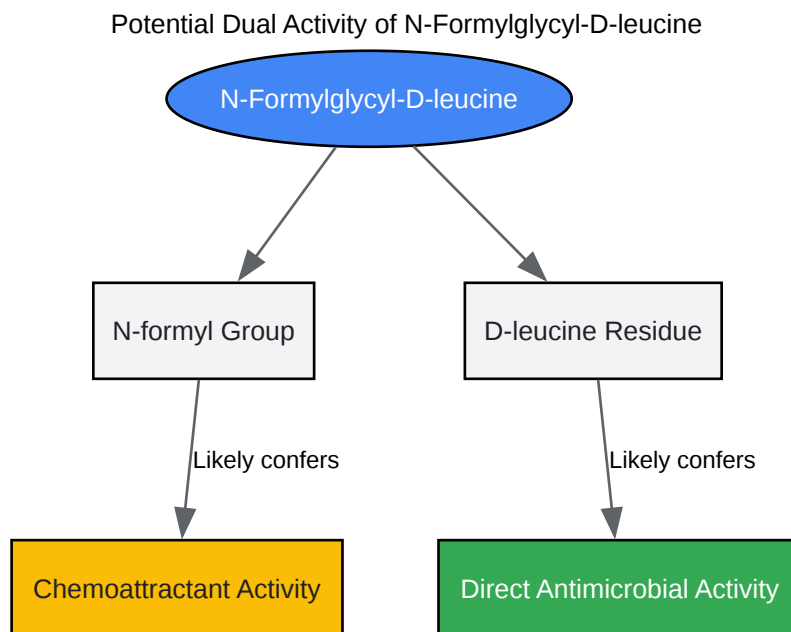 Potential Dual Activity of N-Formylglycyl-D-leucine
N-Formylglycyl-D-leucine
N-formyl Group
D-leucine Residue
Likely confers
Likely confers
Chemoattractant Activity
Direct Antimicrobial Activity